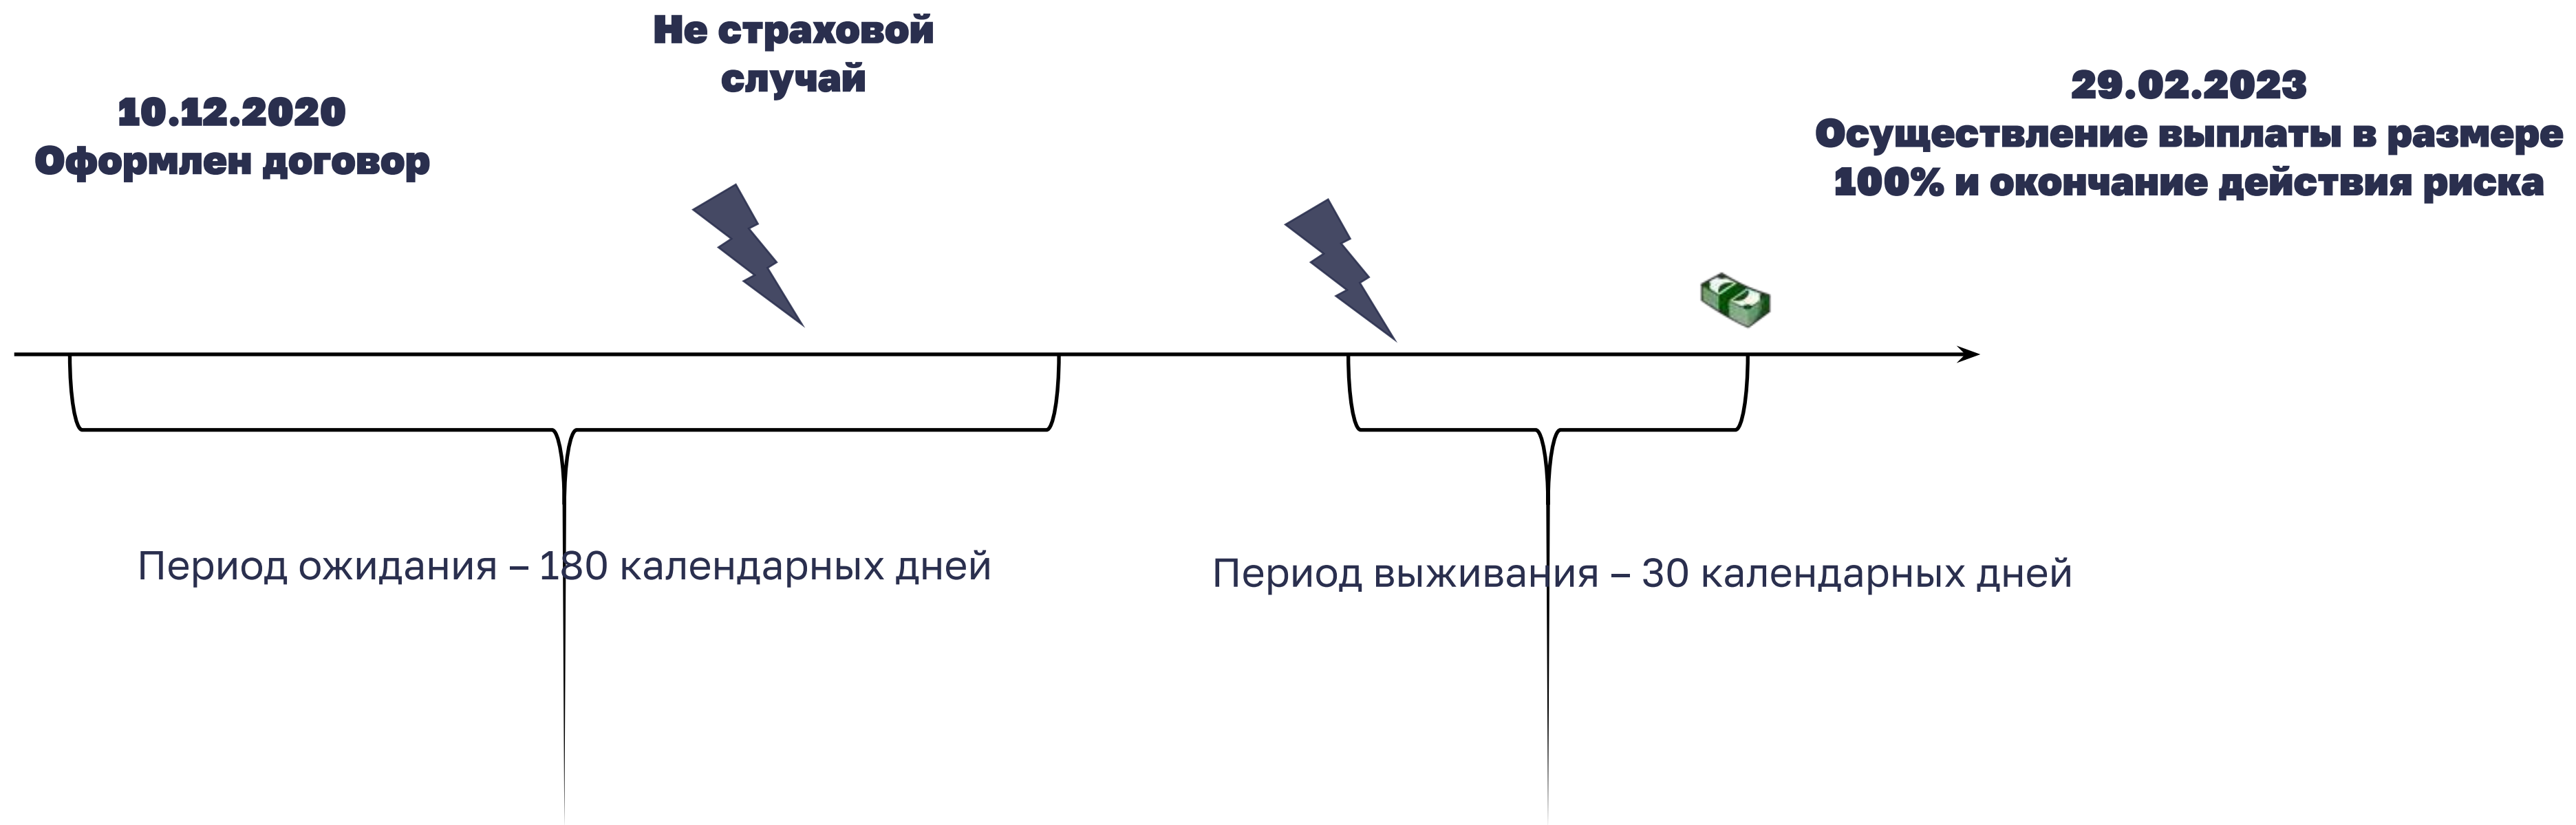 Не страховой
случай
10.12.2020
Оформлен договор
29.02.2023
Осуществление выплаты в размере
100% и окончание действия риска
Период ожидания – 180 календарных дней
Период выживания – 30 календарных дней